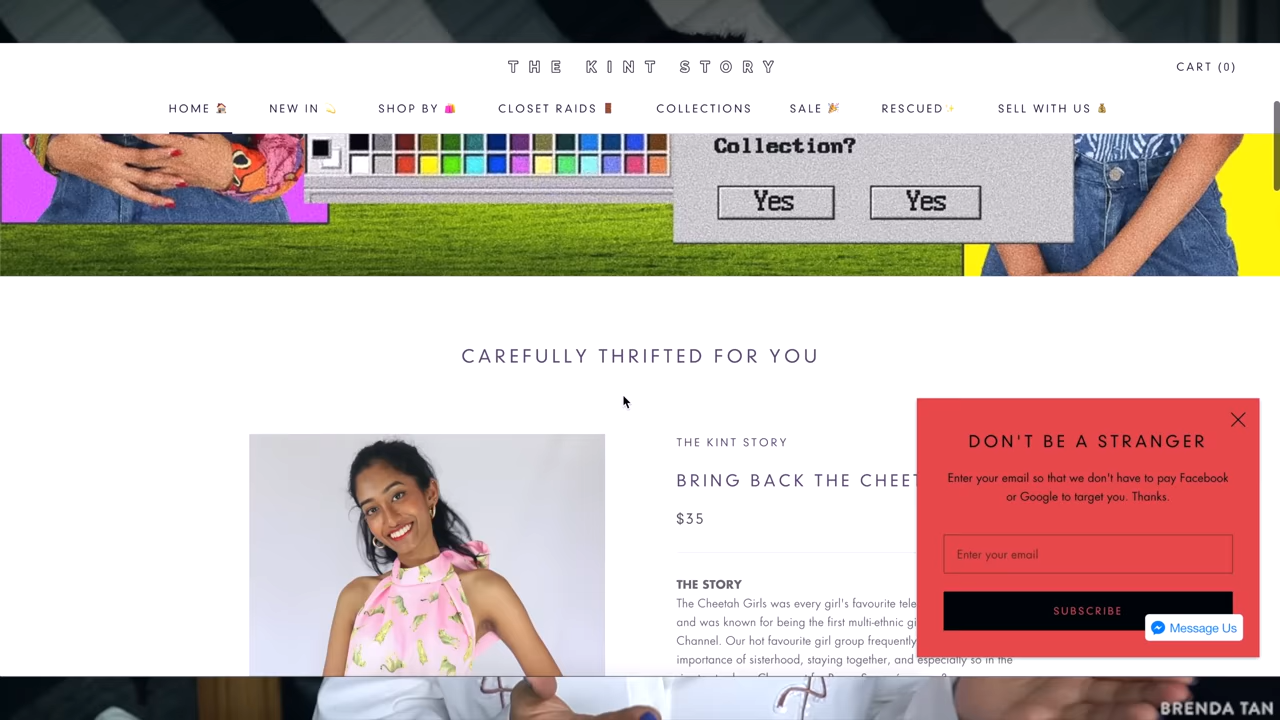 THE KINT STORY
CART (0)
HOME
NEW IN
SHOP BY
CLOSET RAIDS
COLLECTIONS
SALE
RESCUED
SELL WITH US
Collection?
Yes
Yes
CAREFULLY THRIFTED FOR YOU
THE KINT STORY
BRING BACK THE
$35
THE STORY
The Cheetah Girls was every girl's favourite
and was known for being the first multi-ethnic
Channel. Our hot favourite girl group frequently
importance of sisterhood, staying together, and especially so in the
DON'T BE A STRANGER
Enter your email so that we don't have to pay Facebook
or Google to target you. Thanks.
Enter your email
SUBSCRIBE
Message Us
BRENDA TAN